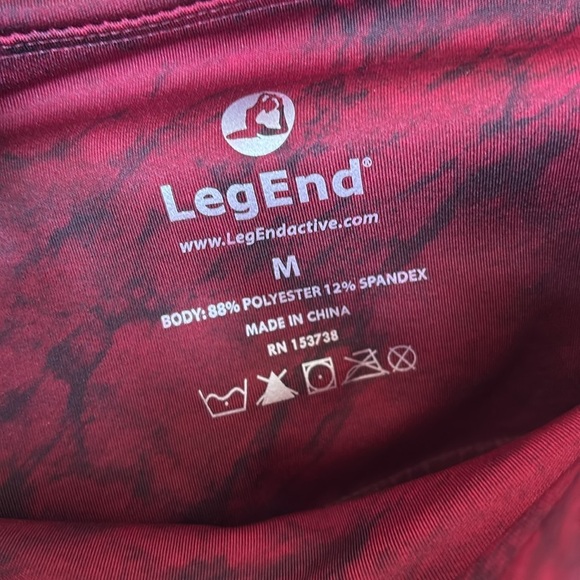 LegEnd®
www.LegEndactive.com
M
BODY: 88% POLYESTER 12% SPANDEX
MADE IN CHINA
RN 153738